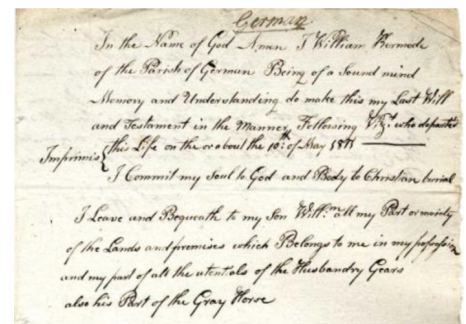 German
In the Name of God Amen I William Kermode
of the Parish of German Being of a Sound mind
Memory and Understanding do make this my Last Will
and Testament in the Manner Following Vizt. who departed
this Life on the or about the 10th of May 1811
Imprimis
I Commit my Soul to God and Body to Christian burial
I Leave and Bequeath to my Son Willm. all my Part or moiety
of the Lands and premises which Belongs to me in my possession
and my part of all the utentials of the Husbandry Gears
also his Part of the Gray Horse